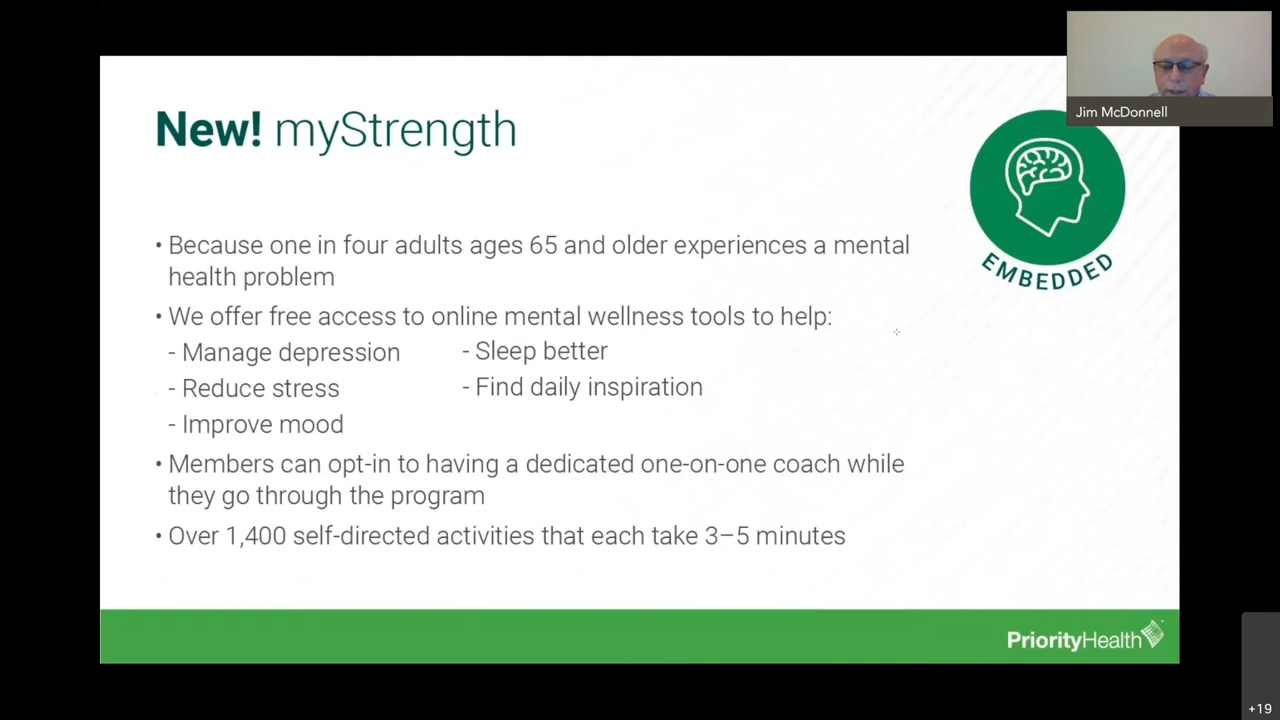 Jim McDonnell
New! myStrength
EMBEDDED
• Because one in four adults ages 65 and older experiences a mental
health problem
• We offer free access to online mental wellness tools to help:
- Manage depression
- Sleep better
- Reduce stress
- Find daily inspiration
- Improve mood
• Members can opt-in to having a dedicated one-on-one coach while
they go through the program
• Over 1,400 self-directed activities that each take 3–5 minutes
PriorityHealth
+19